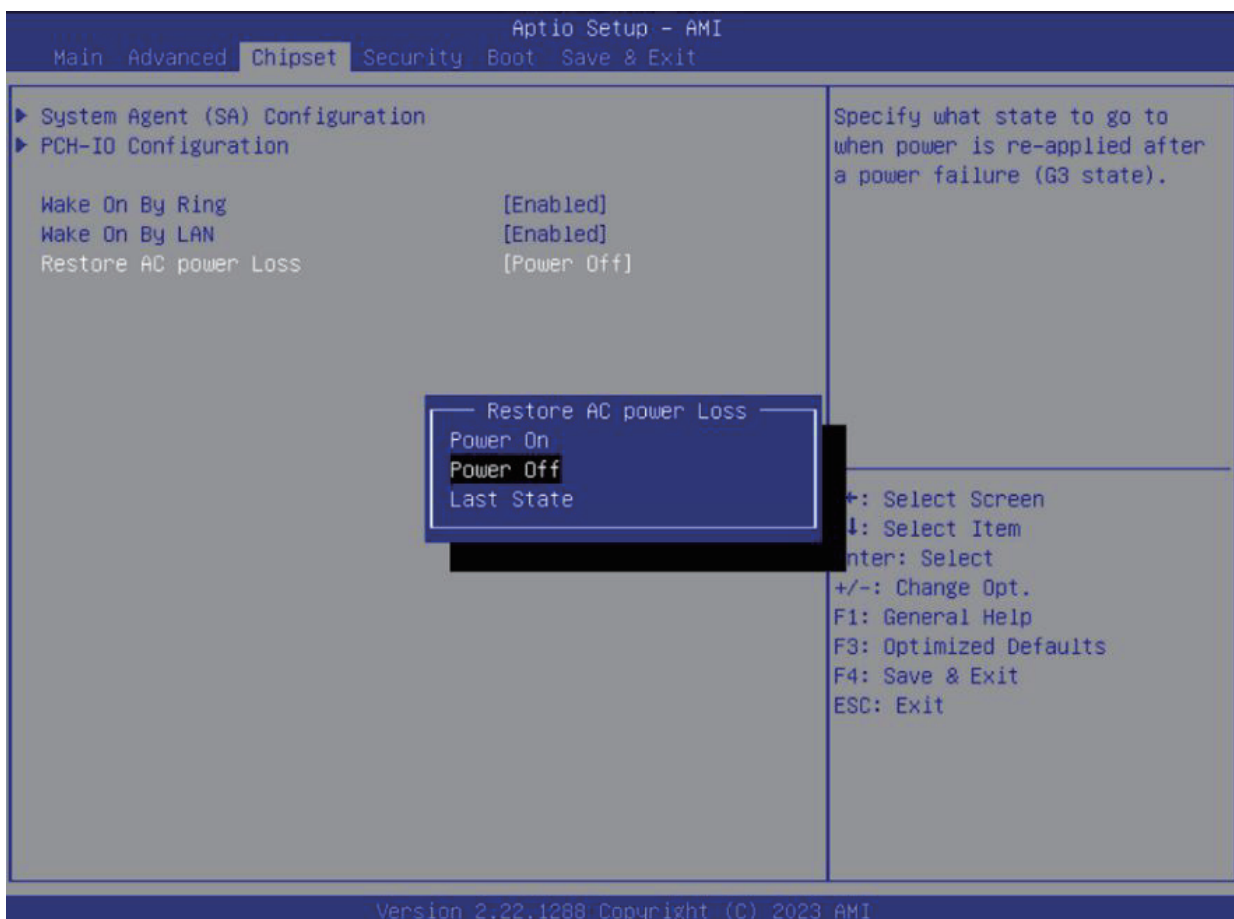 Aptio Setup - AMI
Main Advanced Chipset Security Boot Save & Exit
System Agent (SA) Configuration
PCH-IO Configuration
Wake On By Ring [Enabled]
Wake On By LAN [Enabled]
Restore AC power Loss [Power Off]
Restore AC power Loss
Power On
Power Off
Last State
Specify what state to go to
when power is re-applied after
a power failure (G3 state).
: Select Screen
: Select Item
nter: Select
+/-: Change Opt.
F1: General Help
F3: Optimized Defaults
F4: Save & Exit
ESC: Exit
Version 2.22.1288 Copyright (C) 2023 AMI